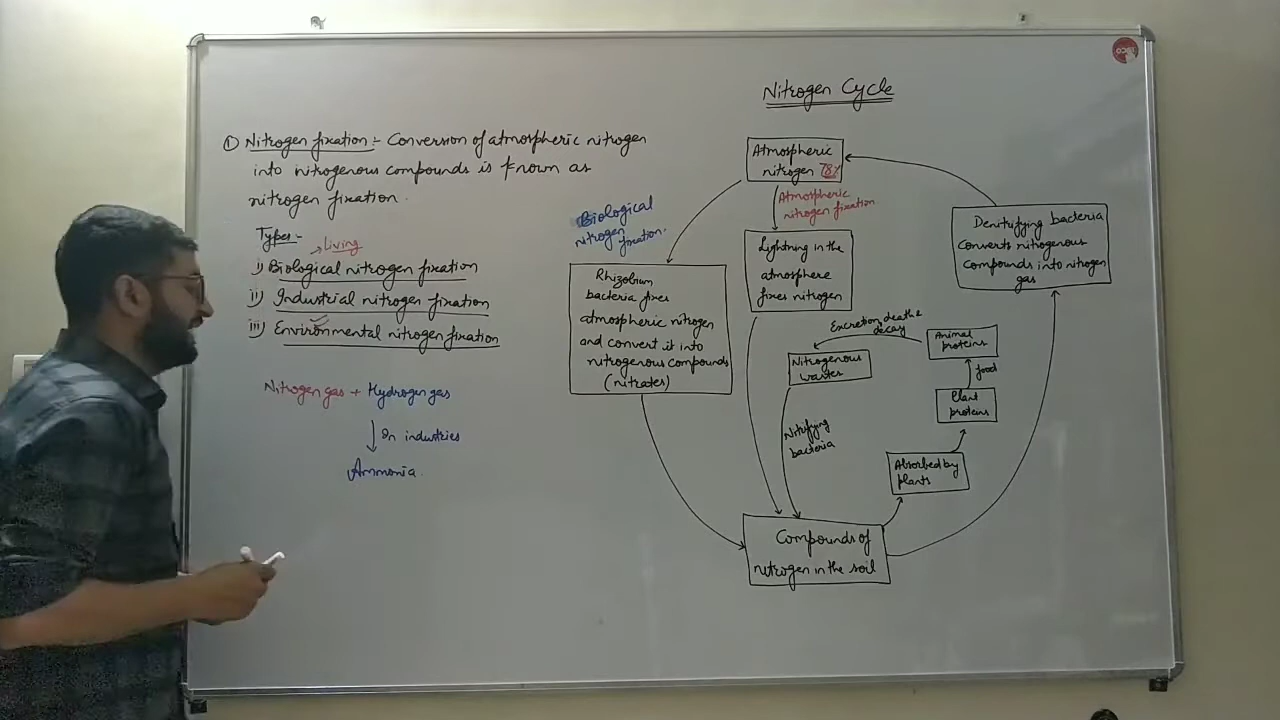 Nitrogen Cycle
① Nitrogen fixation :- Conversion of atmospheric nitrogen
into nitrogenous compounds is known as
nitrogen fixation.
Types:-
→ Living
i) Biological nitrogen fixation
ii) Industrial nitrogen fixation
iii) Environmental nitrogen fixation
Nitrogen gas + Hydrogen gas
↓ In industries
Ammonia
Atmospheric
nitrogen 78%
Atmospheric
nitrogen fixation
Biological
nitrogen
fixation.
Rhizobium
bacteria fixes
atmospheric nitrogen
and convert it into
nitrogenous compounds
(nitrates)
Lightning in the
atmosphere
fixes nitrogen
Denitrifying bacteria
Converts nitrogenous
Compounds into nitrogen
gas
Excretion, death &
decay
Animal
proteins
food
Nitrogenous
wastes
Plant
proteins
Nitrifying
bacteria
Absorbed by
plants
Compounds of
nitrogen in the soil